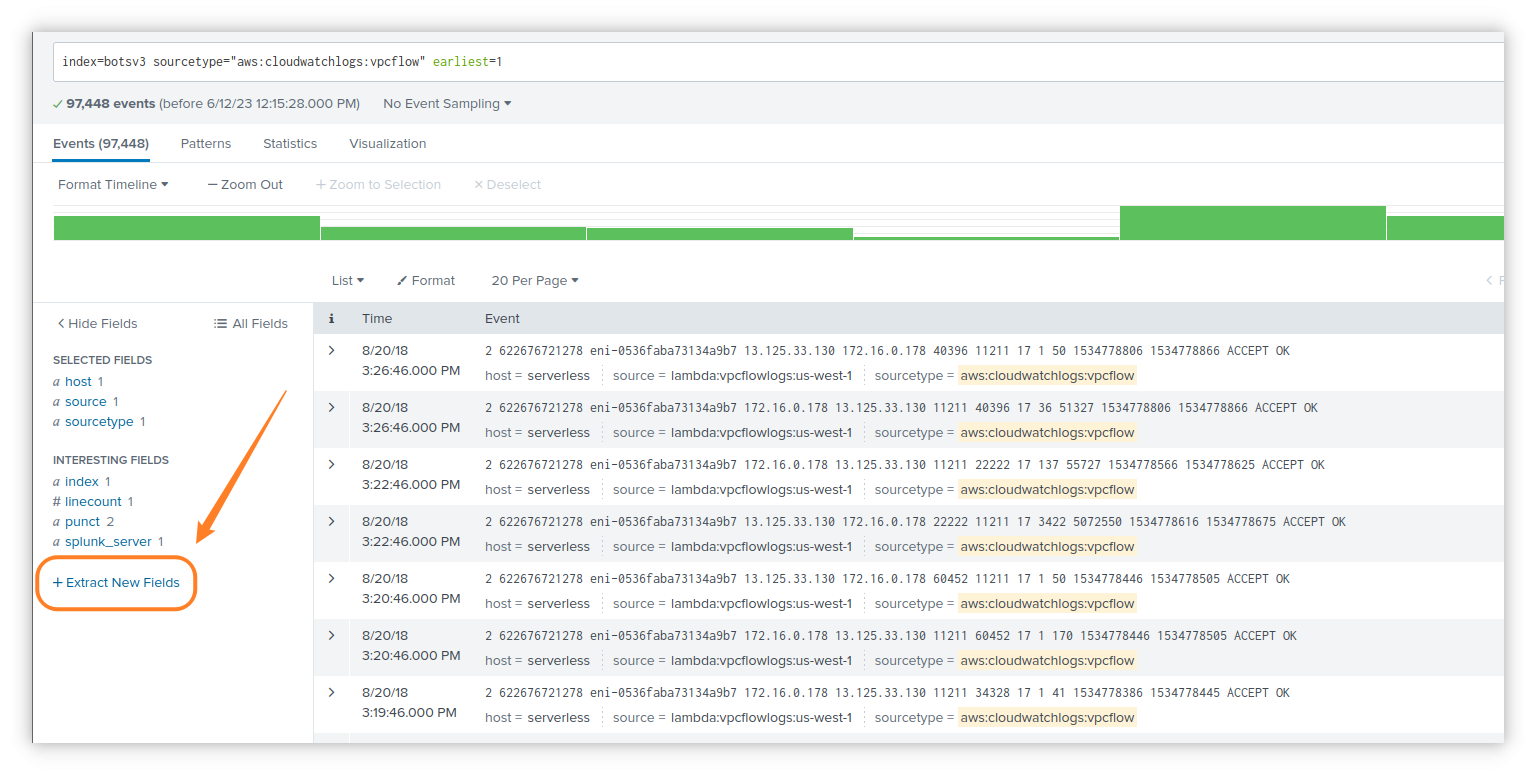 index=botsv3 sourcetype="aws:cloudwatchlogs:vpcflow" earliest=1
97,448 events (before 6/12/23 12:15:28.000 PM) No Event Sampling
Events (97,448) Patterns Statistics Visualization
Format Timeline — Zoom Out + Zoom to Selection × Deselect
List Format 20 Per Page
Hide Fields All Fields
i Time Event
SELECTED FIELDS
a host 1
a source 1
a sourcetype 1
INTERESTING FIELDS
a index 1
# linecount 1
a punct 2
a splunk_server 1
+ Extract New Fields
8/20/18 2 622676721278 eni-0536faba73134a9b7 13.125.33.130 172.16.0.178 40396 11211 17 1 50 1534778806 1534778866 ACCEPT OK
3:26:46.000 PM host = serverless source = lambda:vpcflowlogs:us-west-1 sourcetype = aws:cloudwatchlogs:vpcflow
8/20/18 2 622676721278 eni-0536faba73134a9b7 172.16.0.178 13.125.33.130 11211 40396 17 36 51327 1534778806 1534778866 ACCEPT OK
3:26:46.000 PM host = serverless source = lambda:vpcflowlogs:us-west-1 sourcetype = aws:cloudwatchlogs:vpcflow
8/20/18 2 622676721278 eni-0536faba73134a9b7 172.16.0.178 13.125.33.130 11211 22222 17 137 55727 1534778566 1534778625 ACCEPT OK
3:22:46.000 PM host = serverless source = lambda:vpcflowlogs:us-west-1 sourcetype = aws:cloudwatchlogs:vpcflow
8/20/18 2 622676721278 eni-0536faba73134a9b7 13.125.33.130 172.16.0.178 22222 11211 17 3422 5072550 1534778616 1534778675 ACCEPT OK
3:22:46.000 PM host = serverless source = lambda:vpcflowlogs:us-west-1 sourcetype = aws:cloudwatchlogs:vpcflow
8/20/18 2 622676721278 eni-0536faba73134a9b7 13.125.33.130 172.16.0.178 60452 11211 17 1 50 1534778446 1534778505 ACCEPT OK
3:20:46.000 PM host = serverless source = lambda:vpcflowlogs:us-west-1 sourcetype = aws:cloudwatchlogs:vpcflow
8/20/18 2 622676721278 eni-0536faba73134a9b7 172.16.0.178 13.125.33.130 11211 60452 17 1 170 1534778446 1534778505 ACCEPT OK
3:20:46.000 PM host = serverless source = lambda:vpcflowlogs:us-west-1 sourcetype = aws:cloudwatchlogs:vpcflow
8/20/18 2 622676721278 eni-0536faba73134a9b7 172.16.0.178 13.125.33.130 11211 34328 17 1 41 1534778386 1534778445 ACCEPT OK
3:19:46.000 PM host = serverless source = lambda:vpcflowlogs:us-west-1 sourcetype = aws:cloudwatchlogs:vpcflow